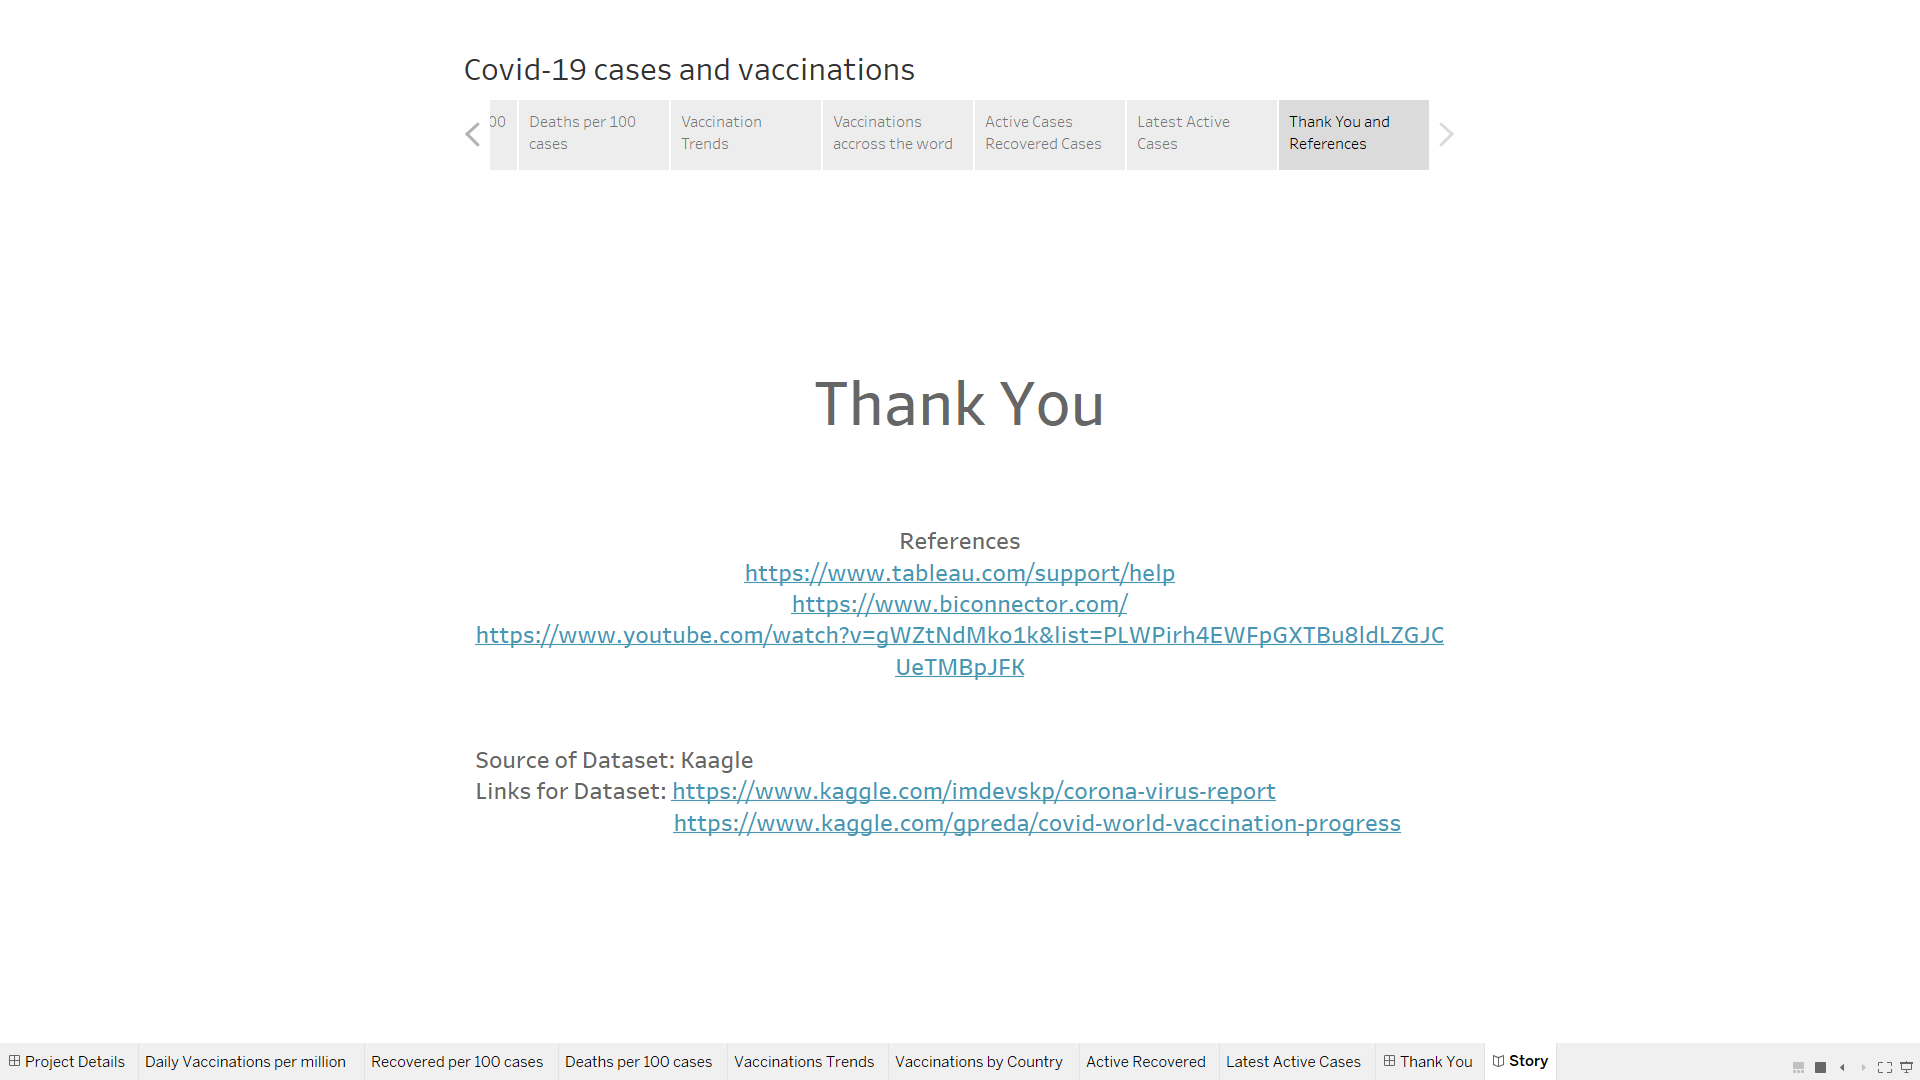 Covid-19 cases and vaccinations
00
Deaths per 100
cases
Vaccination
Trends
Vaccinations
accross the word
Active Cases
Recovered Cases
Latest Active
Cases
Thank You and
References
Thank You
References
https://www.tableau.com/support/help
https://www.biconnector.com/
https://www.youtube.com/watch?v=gWZtNdMko1k&list=PLWPirh4EWFpGXTBu8ldLZGJC
UeTMBpJFK
Source of Dataset: Kaagle
Links for Dataset: https://www.kaggle.com/imdevskp/corona-virus-report
https://www.kaggle.com/gpreda/covid-world-vaccination-progress
Project Details
Daily Vaccinations per million
Recovered per 100 cases
Deaths per 100 cases
Vaccinations Trends
Vaccinations by Country
Active Recovered
Latest Active Cases
Thank You
Story